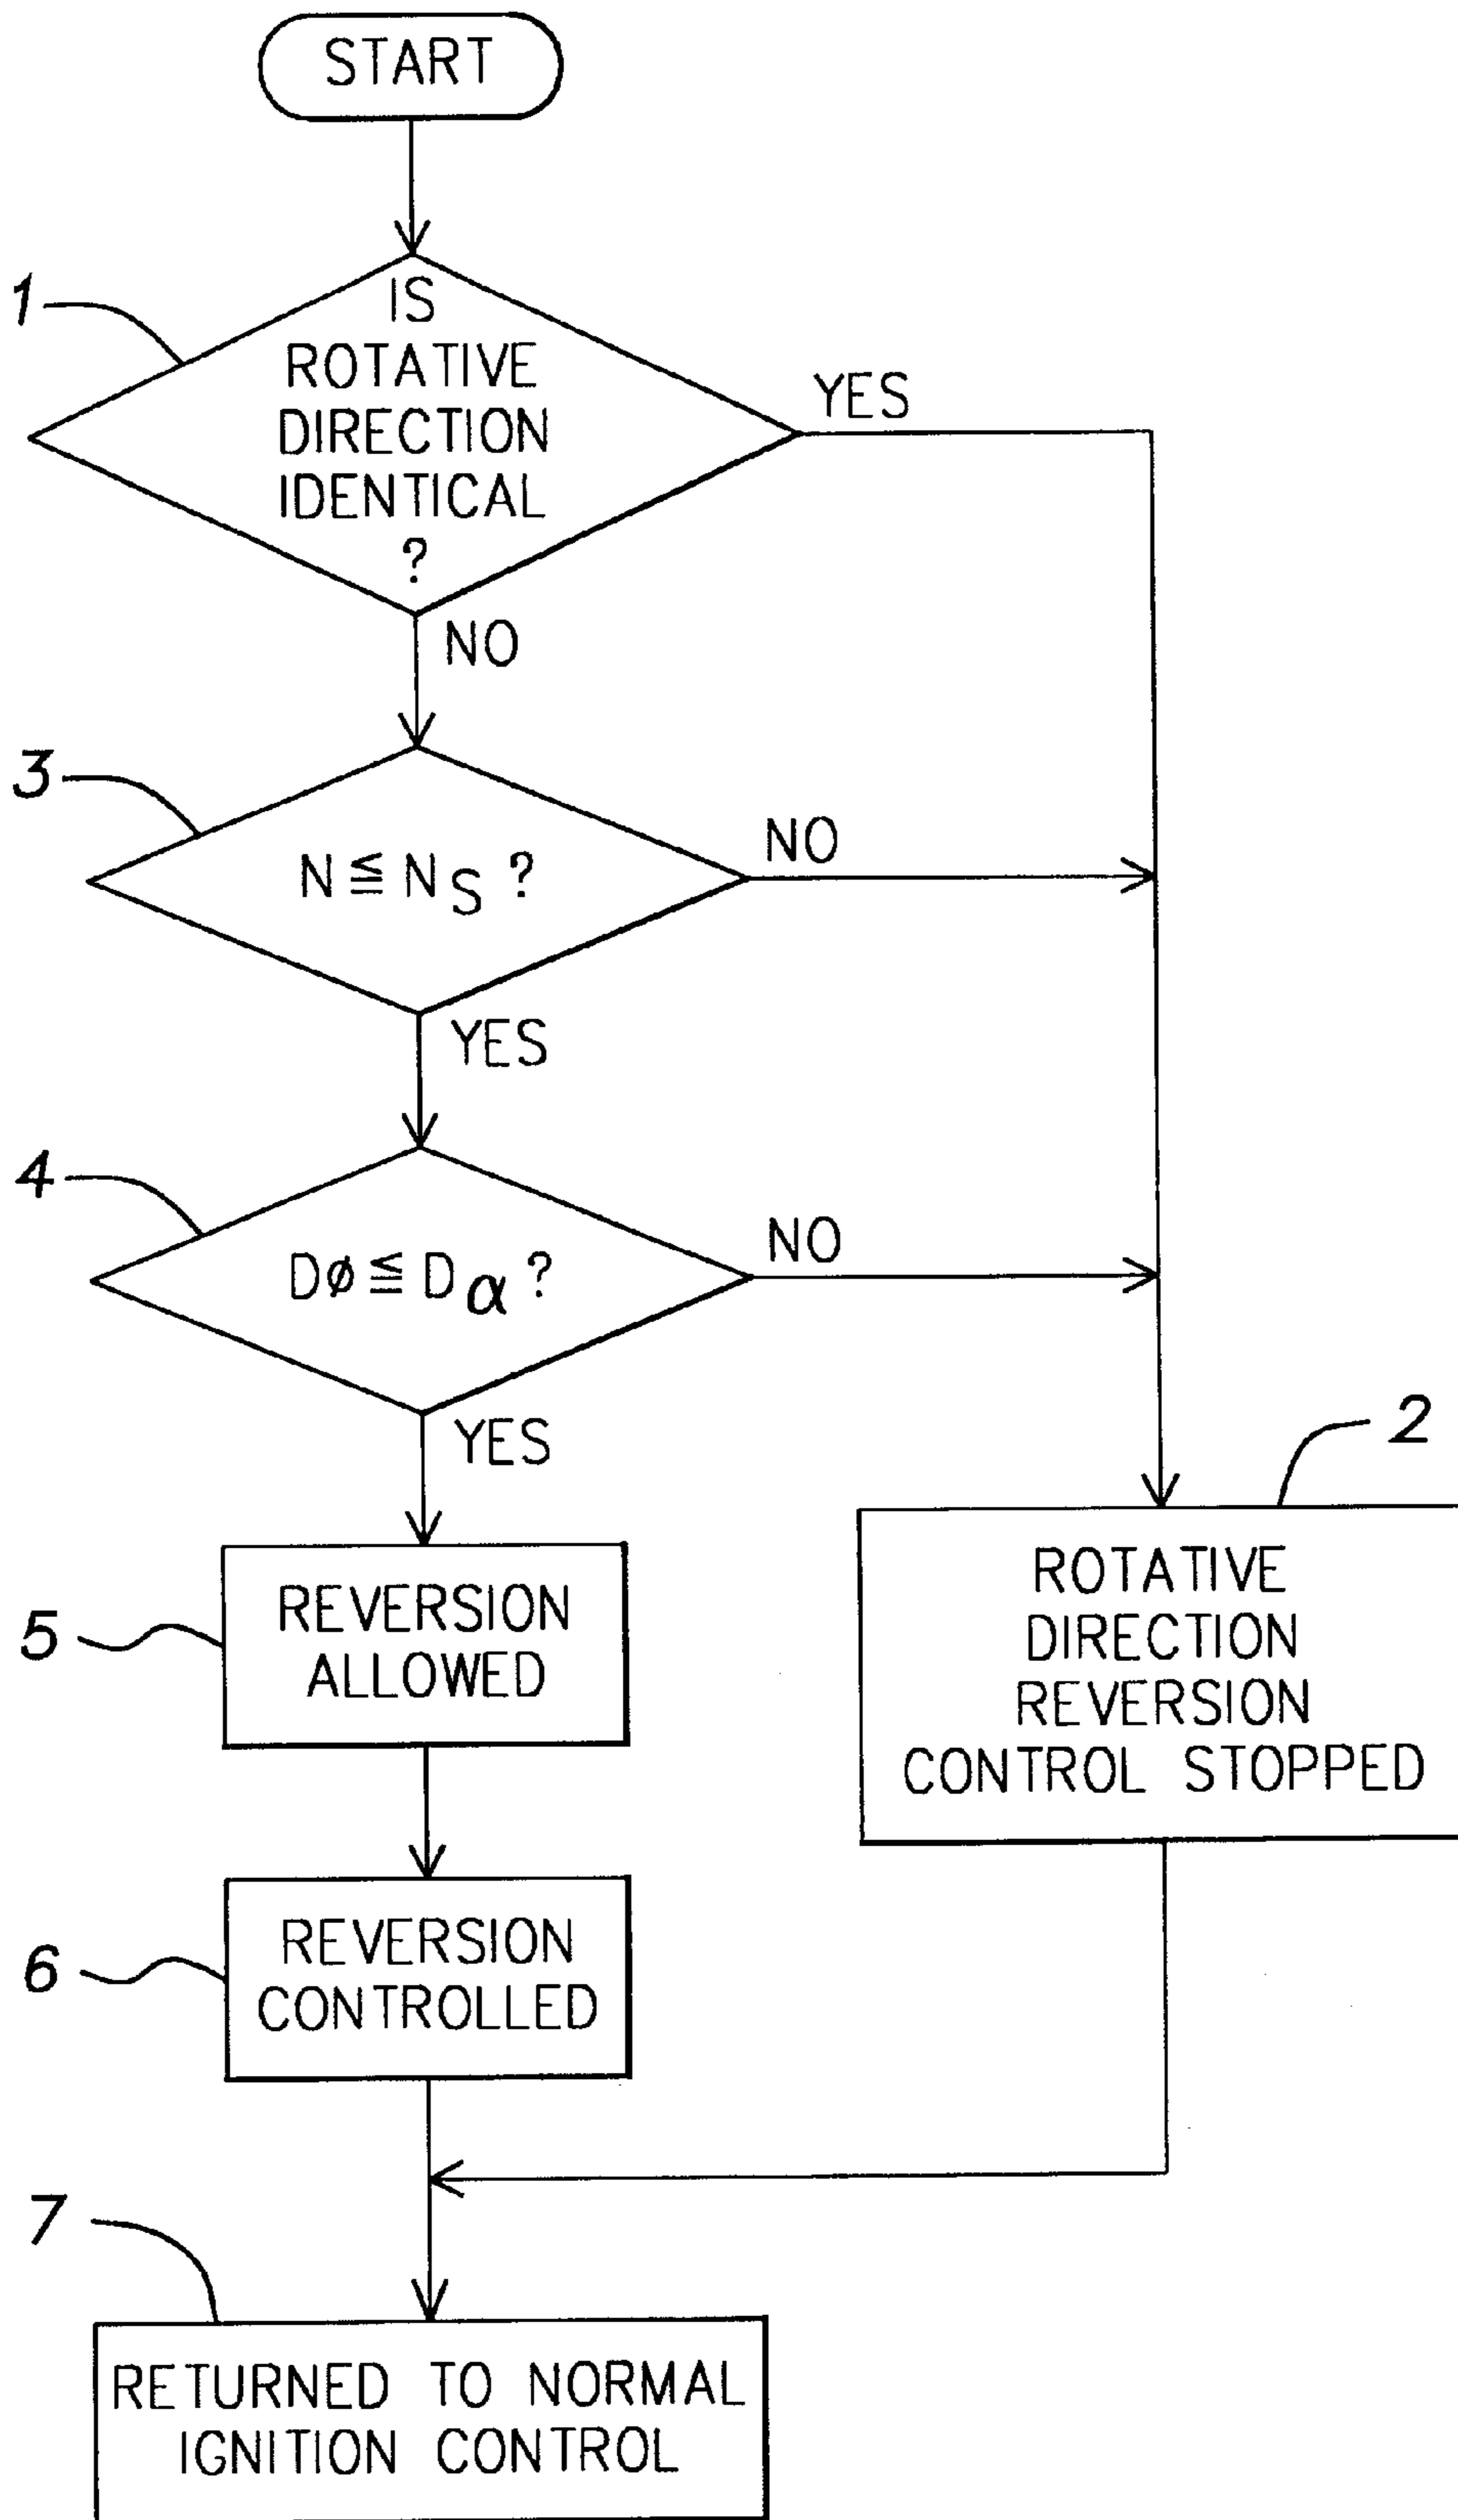 START
1
IS
ROTATIVE
DIRECTION
IDENTICAL
?
YES
NO
3
N ≦ NS ?
NO
YES
4
Dø ≦ Dα ?
NO
YES
2
ROTATIVE
DIRECTION
REVERSION
CONTROL STOPPED
5
REVERSION
ALLOWED
6
REVERSION
CONTROLLED
7
RETURNED TO NORMAL
IGNITION CONTROL